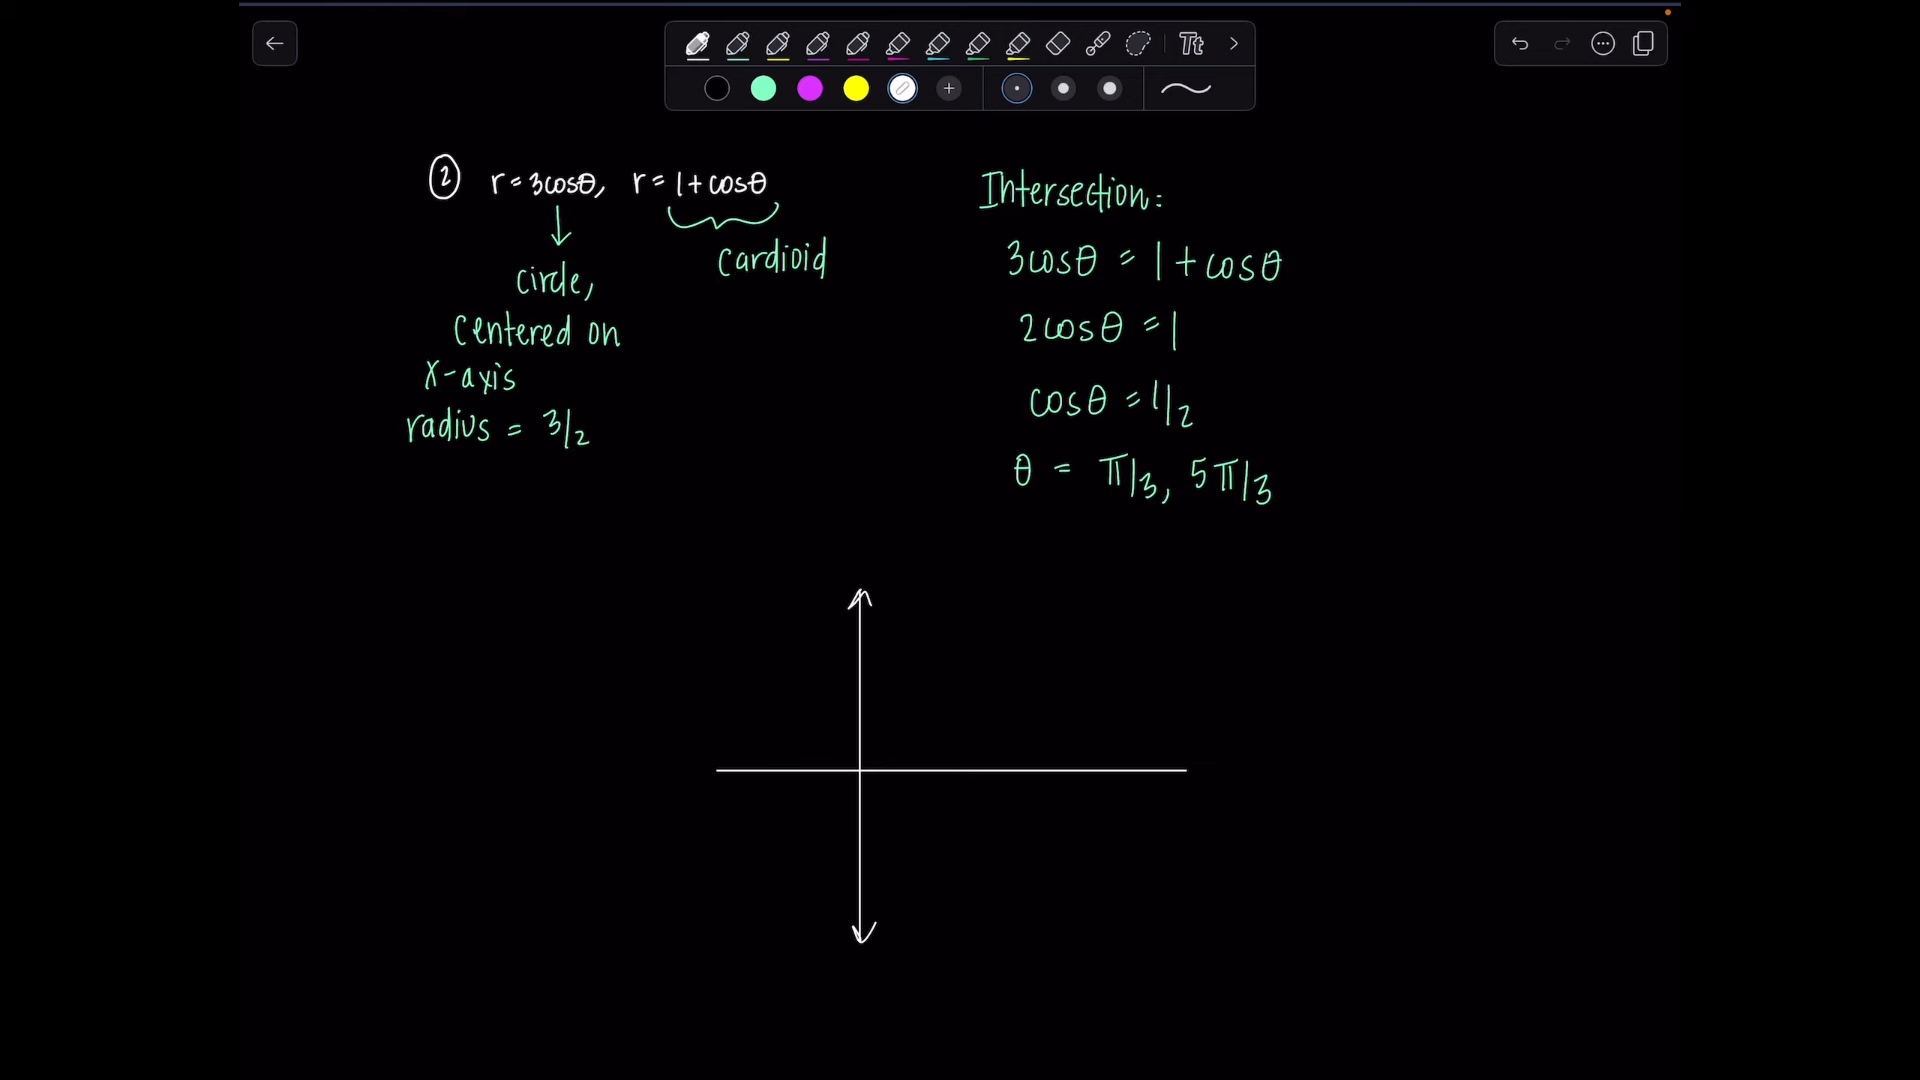 ② r = 3cosθ, r = 1 + cosθ
circle,
centered on
x-axis
radius = 3/2
cardioid
Intersection:
3cosθ = 1 + cosθ
2cosθ = 1
cosθ = 1/2
θ = π/3, 5π/3
Tt